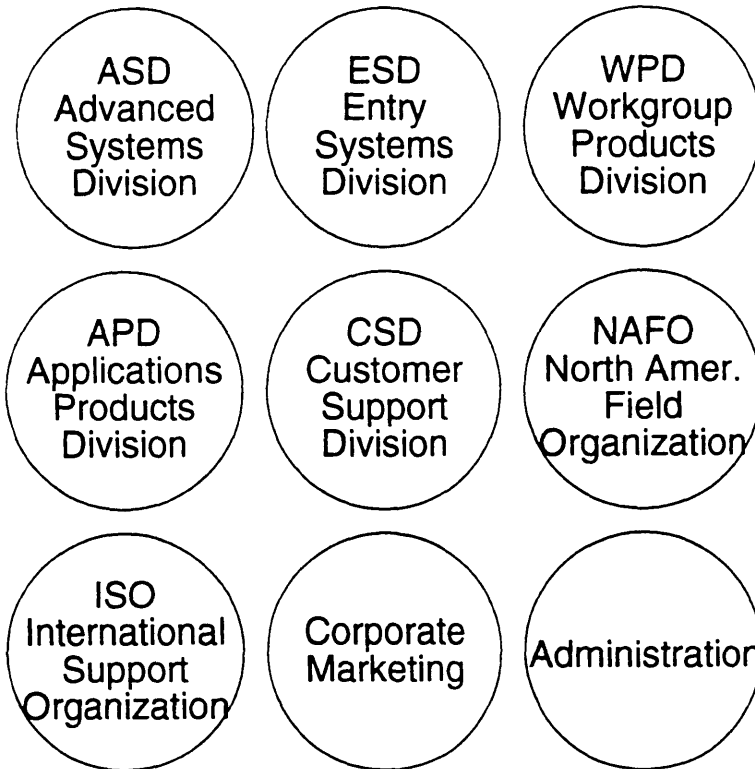 ASD
Advanced
Systems
Division
ESD
Entry
Systems
Division
WPD
Workgroup
Products
Division
APD
Applications
Products
Division
CSD
Customer
Support
Division
NAFO
North Amer.
Field
Organization
ISO
International
Support
Organization
Corporate
Marketing
Administration